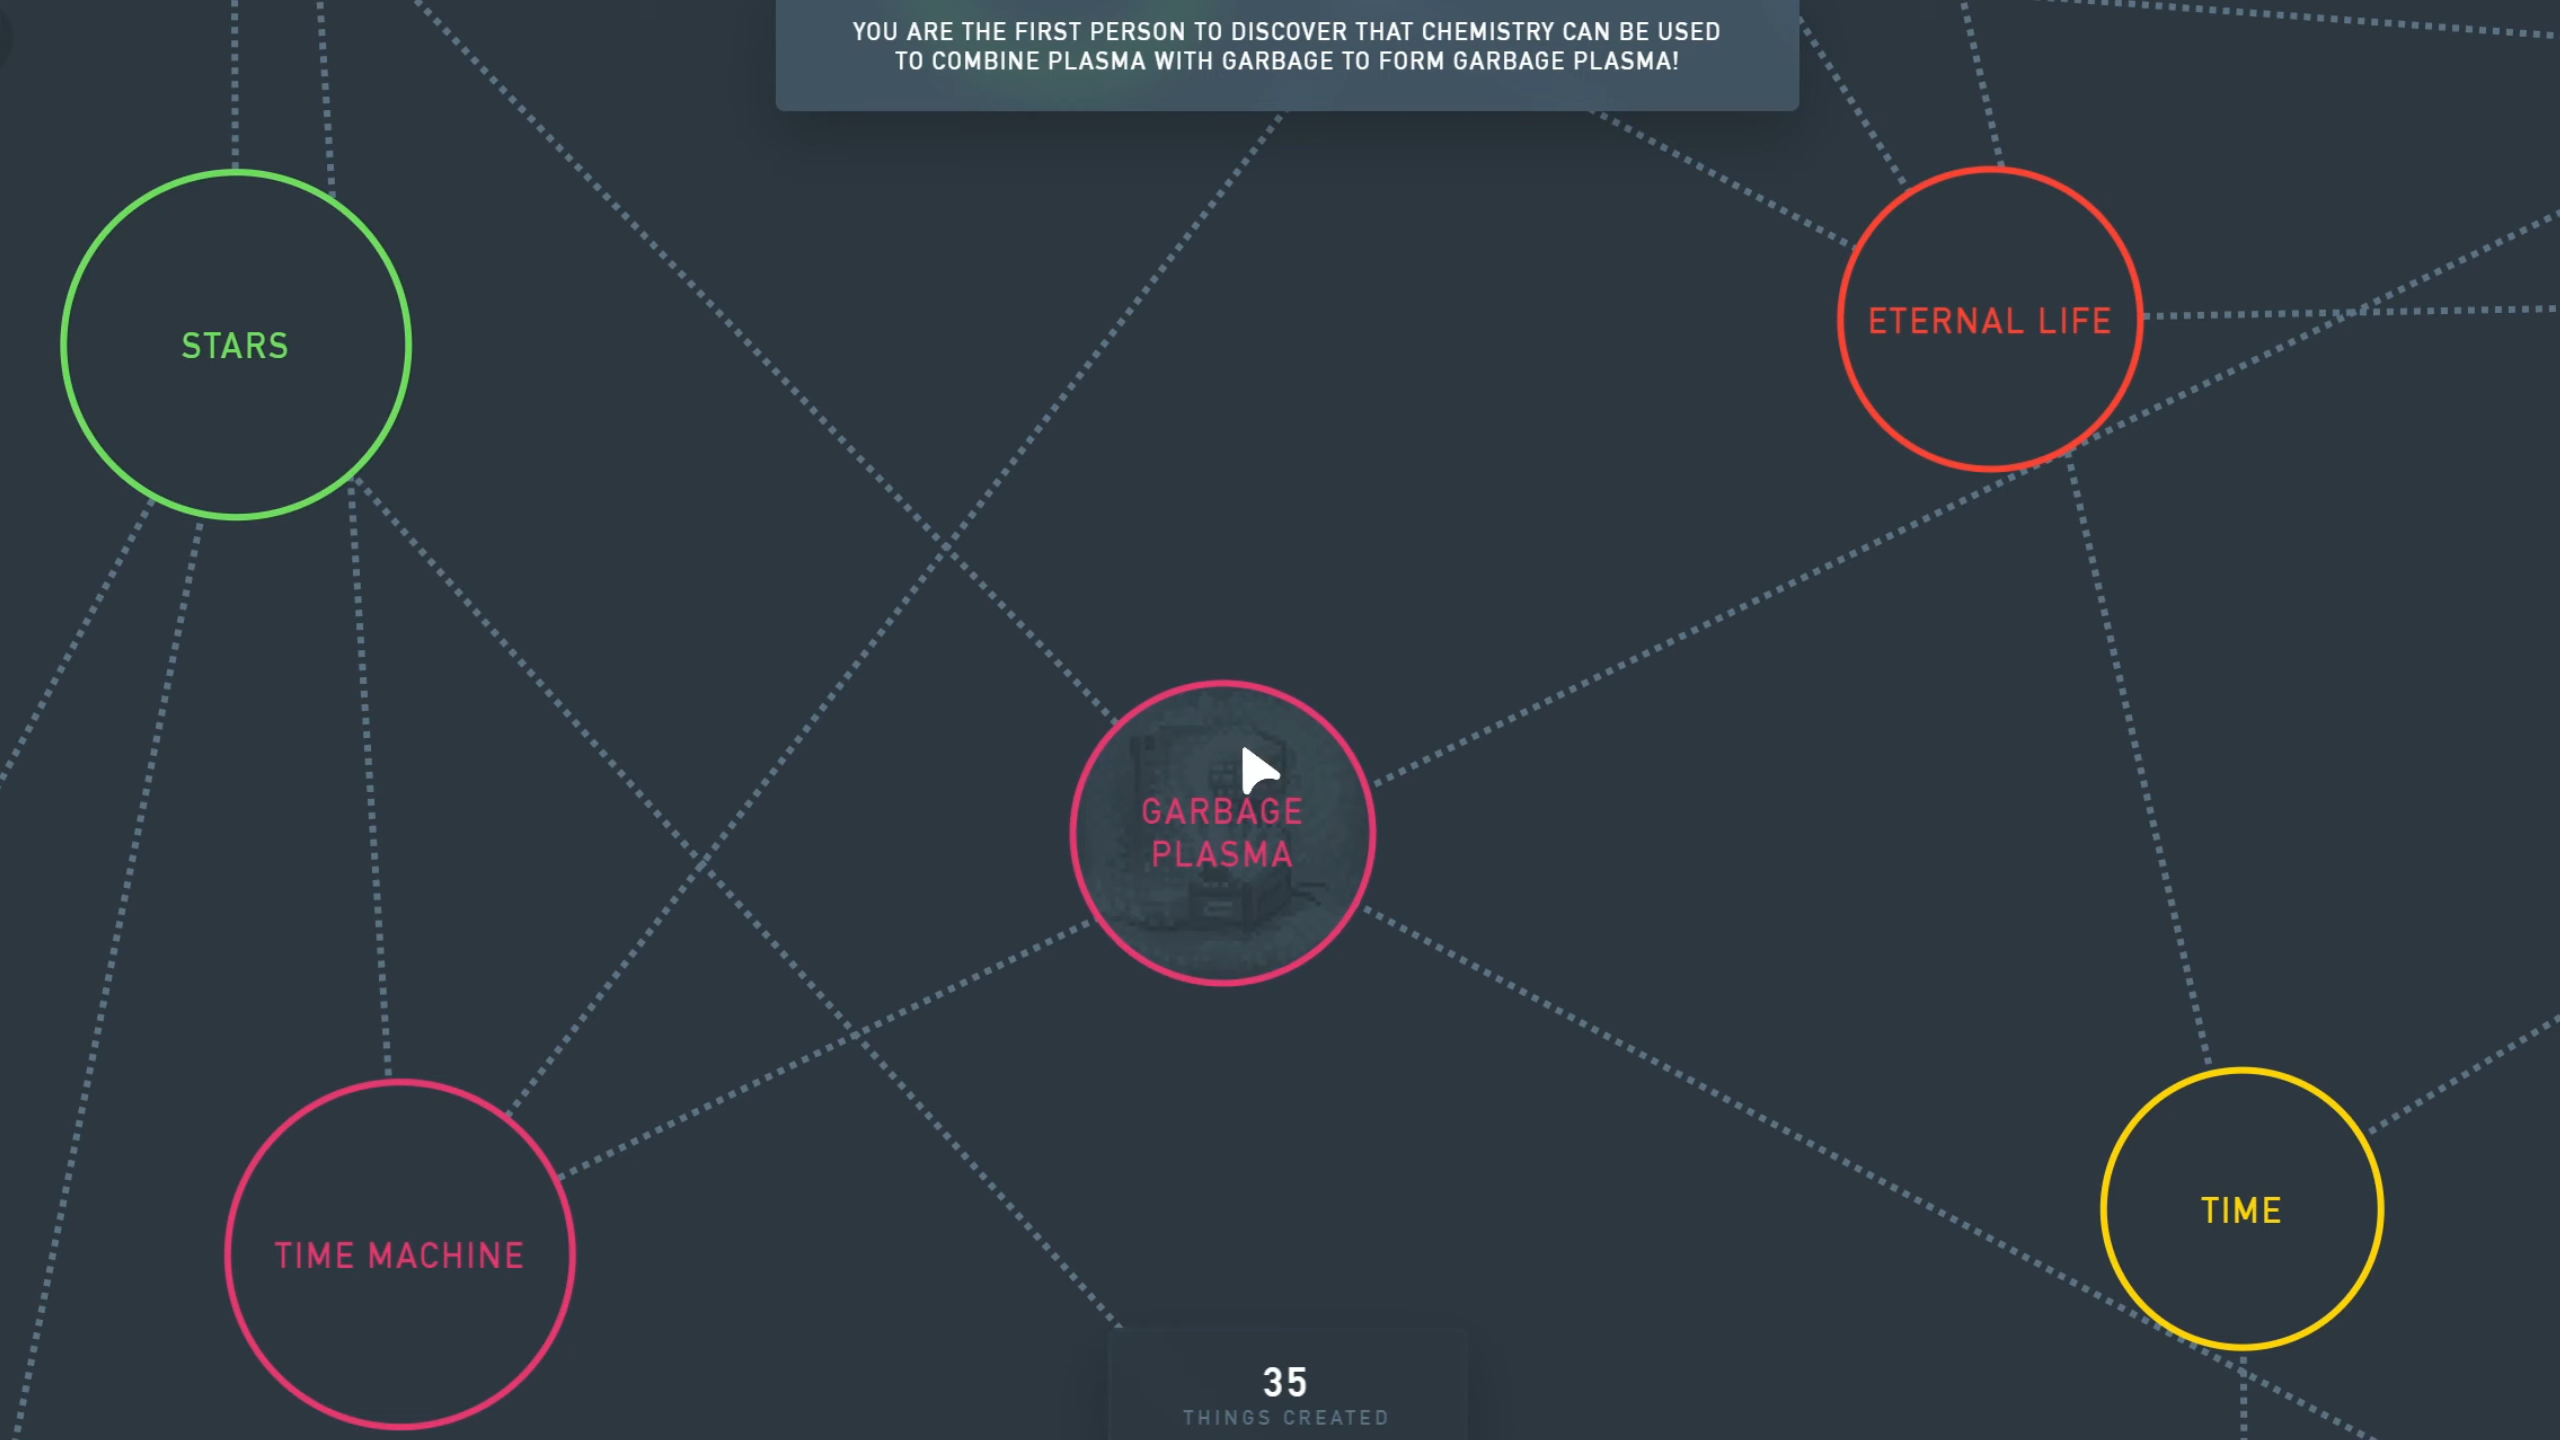 YOU ARE THE FIRST PERSON TO DISCOVER THAT CHEMISTRY CAN BE USED
TO COMBINE PLASMA WITH GARBAGE TO FORM GARBAGE PLASMA!
STARS
ETERNAL LIFE
GARBAGE
PLASMA
TIME MACHINE
TIME
35
THINGS CREATED